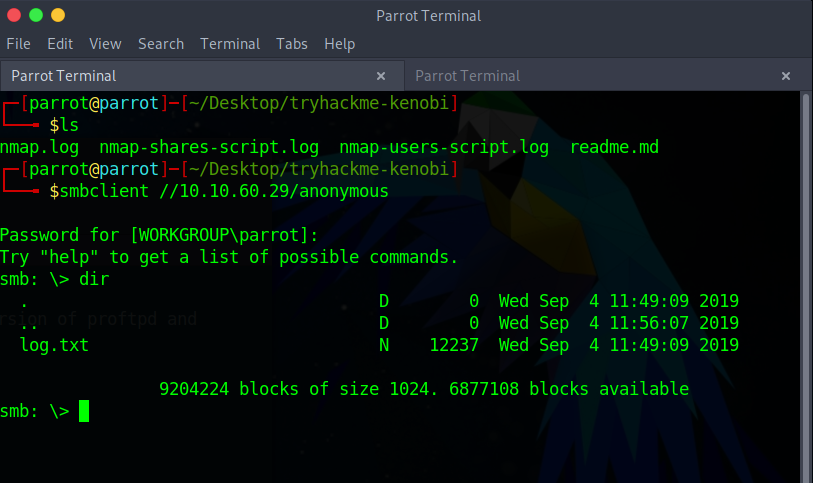 Parrot Terminal
File Edit View Search Terminal Tabs Help
Parrot Terminal × Parrot Terminal ×
┌─[parrot@parrot]─[~/Desktop/tryhackme-kenobi]
└──╼ $ls
nmap.log  nmap-shares-script.log  nmap-users-script.log  readme.md
┌─[parrot@parrot]─[~/Desktop/tryhackme-kenobi]
└──╼ $smbclient //10.10.60.29/anonymous
Password for [WORKGROUP\parrot]:
Try "help" to get a list of possible commands.
smb: \> dir
  .                                   D        0  Wed Sep  4 11:49:09 2019
  ..                                  D        0  Wed Sep  4 11:56:07 2019
rsion of proftpd and
  log.txt                             N    12237  Wed Sep  4 11:49:09 2019
9204224 blocks of size 1024. 6877108 blocks available
smb: \>